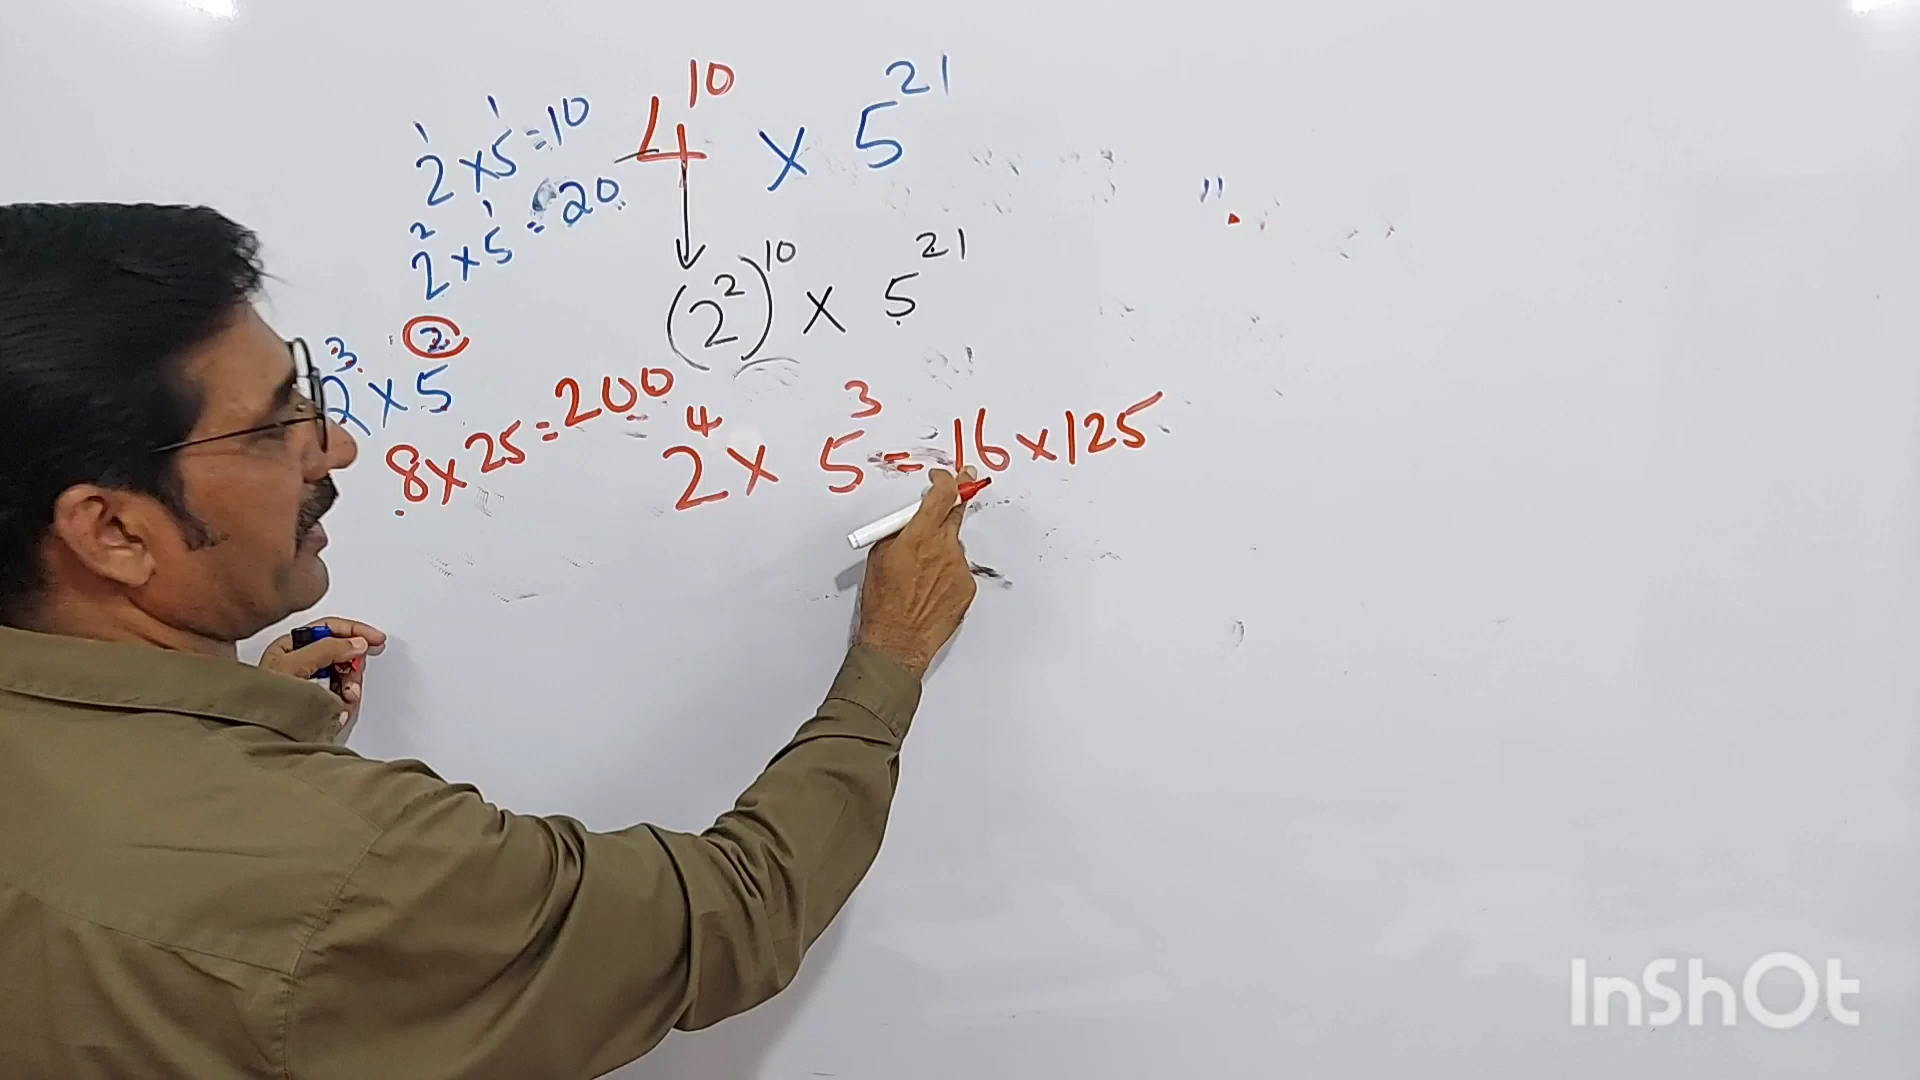 4¹⁰ × 5²¹
2¹ × 5¹ = 10
2² × 5¹ = 20
(2²)¹⁰ × 5²¹
2³ × 5²
8 × 25 = 200
2⁴ × 5³ = 16 × 125
InShOt